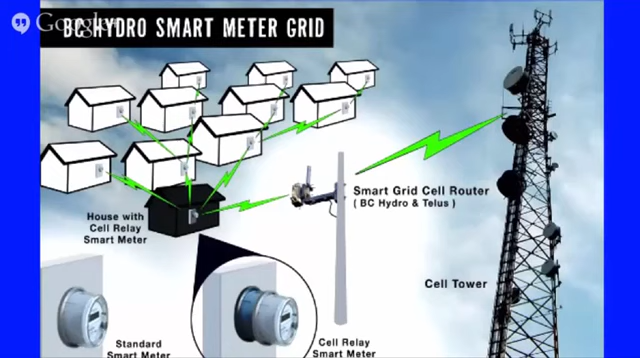 Google+
BC HYDRO SMART METER GRID
Smart Grid Cell Router
( BC Hydro & Telus )
House with
Cell Relay
Smart Meter
Cell Tower
Standard
Smart Meter
Cell Relay
Smart Meter